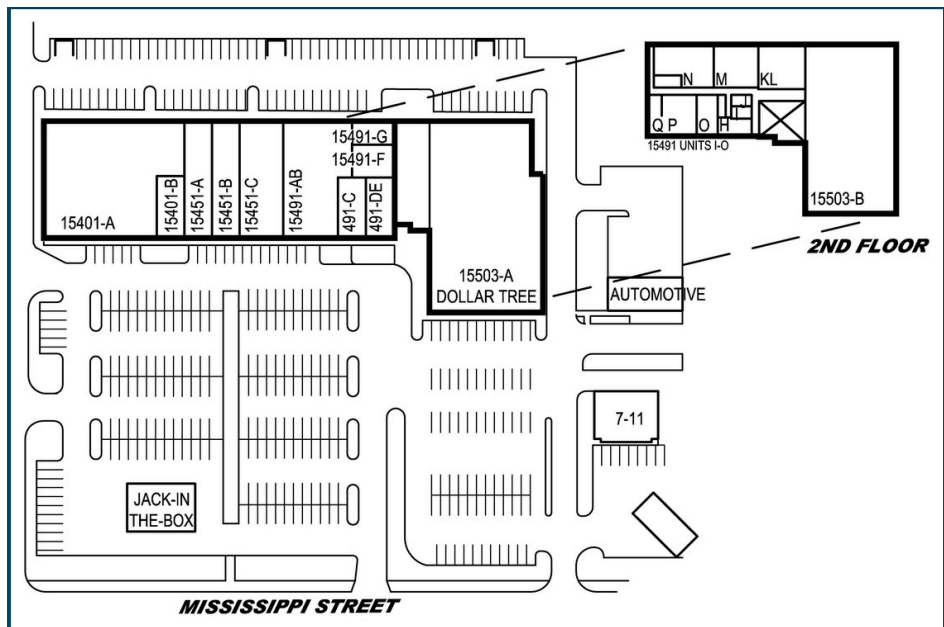 N
M
KL
Q P
O
H
15491 UNITS I-O
15503-B
2ND FLOOR
15491-G
15491-F
15401-A
15401-B
15451-A
15451-B
15451-C
15491-AB
491-C
491-DE
15503-A
DOLLAR TREE
AUTOMOTIVE
7-11
JACK-IN
THE-BOX
MISSISSIPPI STREET